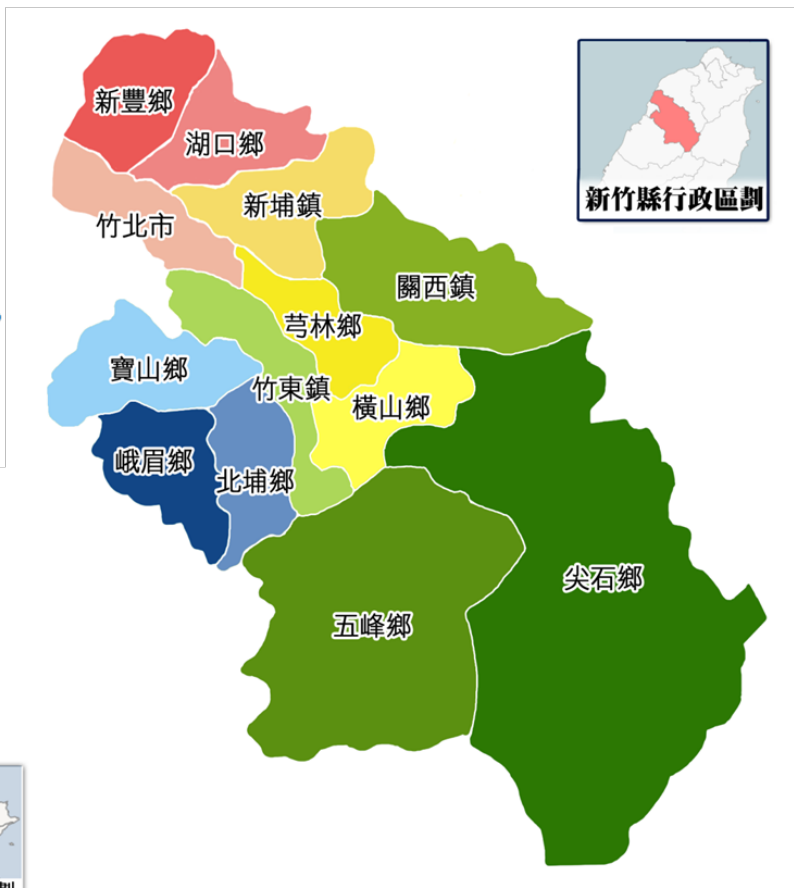 新豐鄉
湖口鄉
新竹縣行政區劃
新埔鎮
竹北市
關西鎮
芎林鄉
寶山鄉
竹東鎮
橫山鄉
峨眉鄉
北埔鄉
尖石鄉
五峰鄉